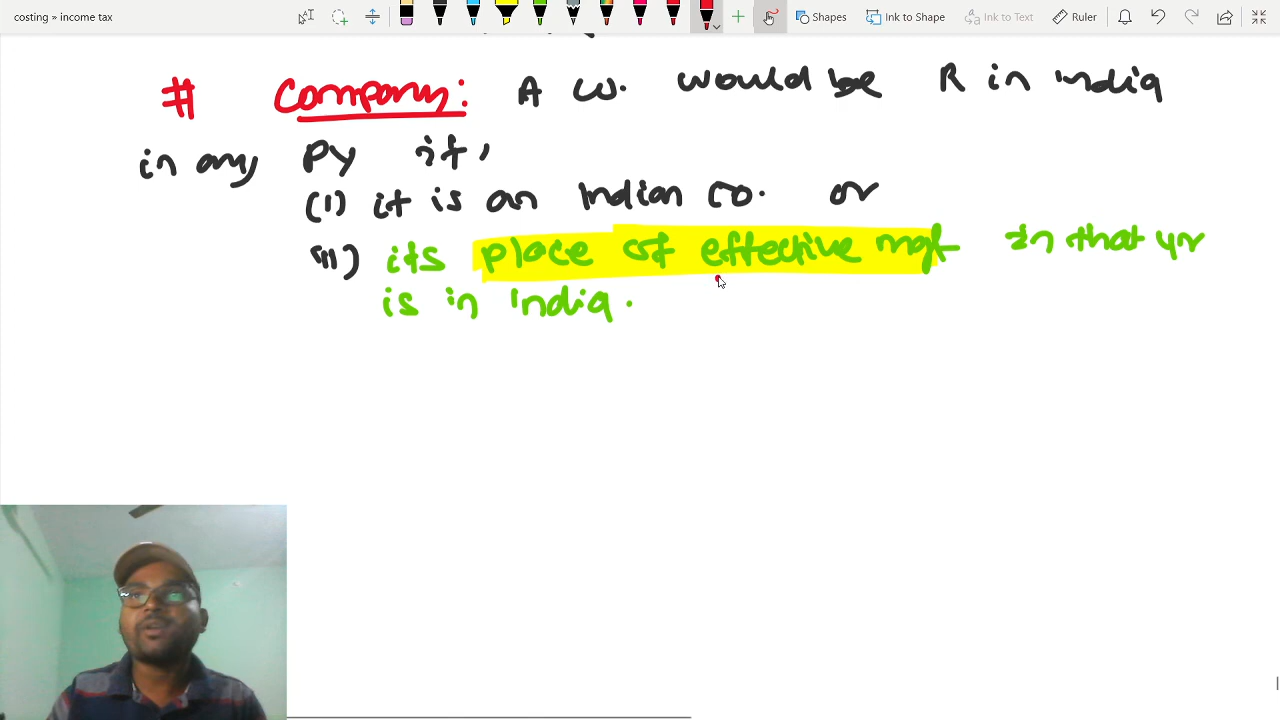 costing » income tax
Shapes Ink to Shape Ink to Text Ruler
# Company: A co. would be R in India
in any PY if,
(i) it is an Indian co. or
(ii) its place of effective mgt in that yr
is in India.